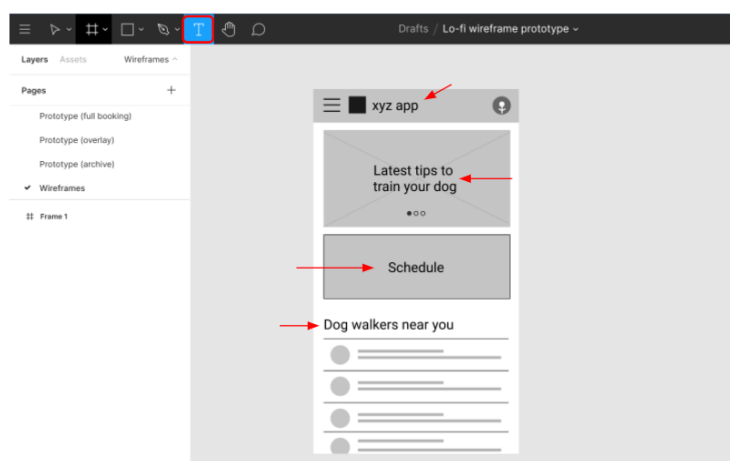 T
Drafts / Lo-fi wireframe prototype
Layers Assets Wireframes
Pages +
Prototype (full booking)
Prototype (overlay)
Prototype (archive)
Wireframes
Frame 1
xyz app
Latest tips to
train your dog
Schedule
Dog walkers near you